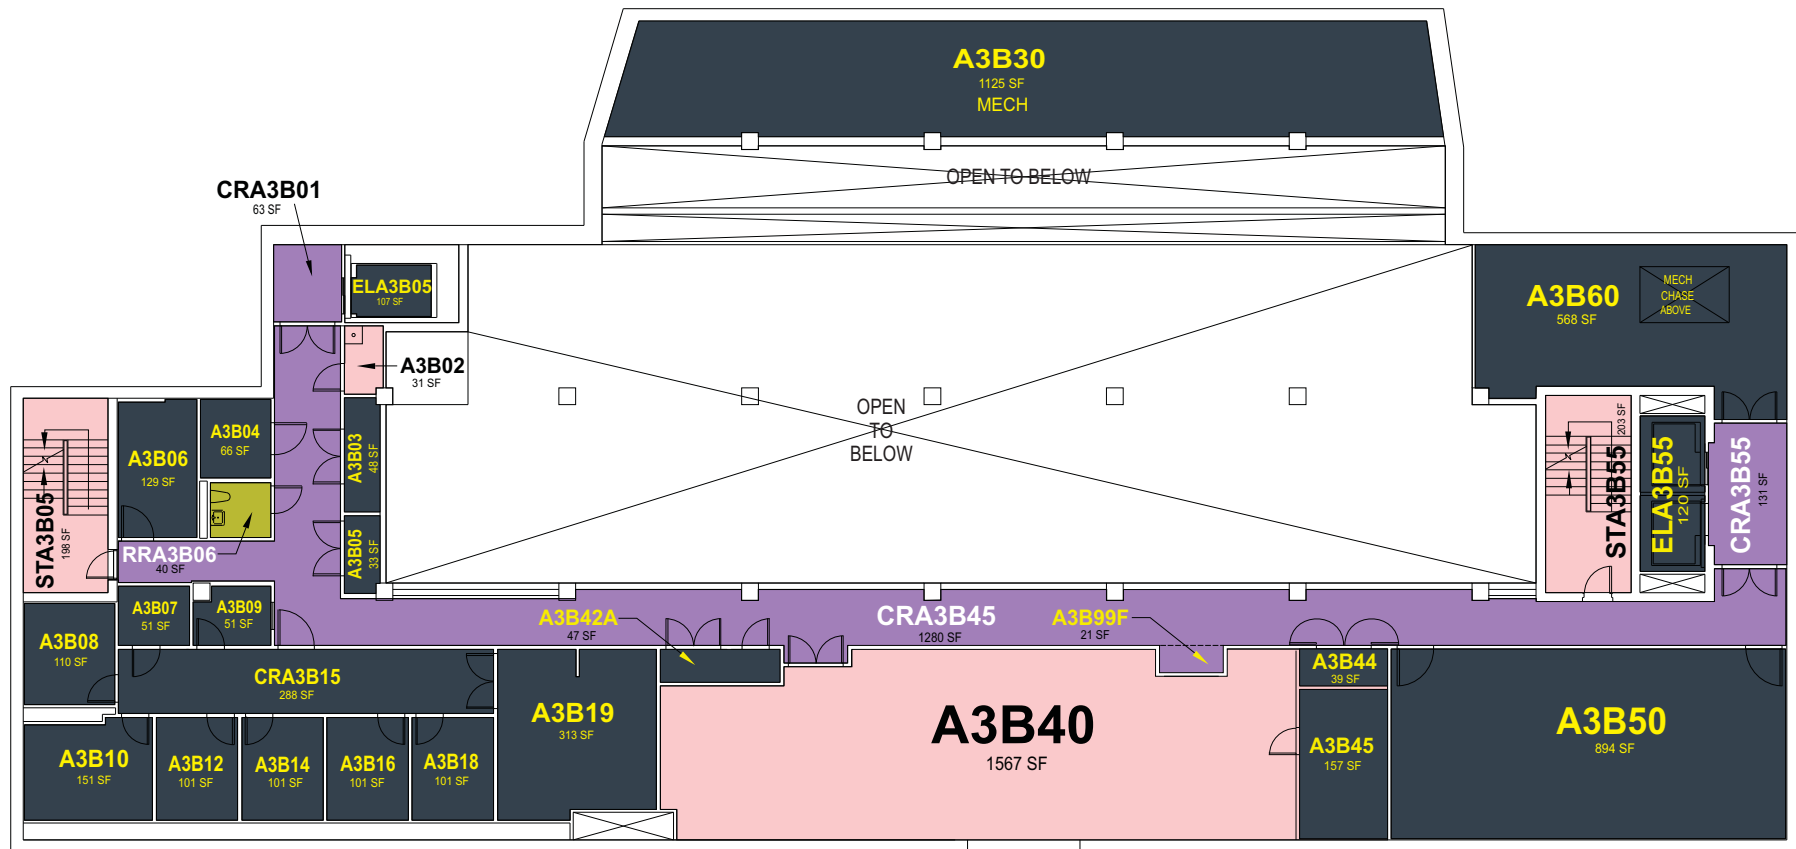 A3B30
1125 SF
MECH
OPEN TO BELOW
CRA3B01
63 SF
ELA3B05
107 SF
A3B02
31 SF
A3B60
568 SF
MECH
CHASE
ABOVE
OPEN
TO
BELOW
STA3B05
198 SF
A3B06
129 SF
A3B04
66 SF
A3B03
48 SF
A3B05
33 SF
RRA3B06
40 SF
STA3B55
203 SF
ELA3B55
120 SF
CRA3B55
131 SF
A3B07
51 SF
A3B09
51 SF
A3B08
110 SF
A3B42A
47 SF
CRA3B45
1280 SF
A3B99F
21 SF
CRA3B15
288 SF
A3B19
313 SF
A3B40
1567 SF
A3B44
39 SF
A3B45
157 SF
A3B50
894 SF
A3B10
151 SF
A3B12
101 SF
A3B14
101 SF
A3B16
101 SF
A3B18
101 SF